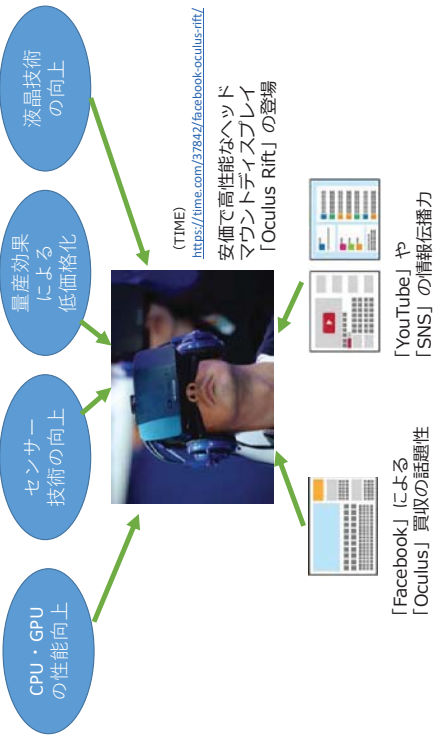 CPU・GPU
の性能向上
センサー
技術の向上
量産効果
による
低価格化
液晶技術
の向上
(TIME)
https://time.com/37842/facebook-oculus-rift/
安価で高性能なヘッド
マウントディスプレイ
「Oculus Rift」の登場
「Facebook」による
「Oculus」買収の話題性
「YouTube」や
「SNS」の情報伝播力